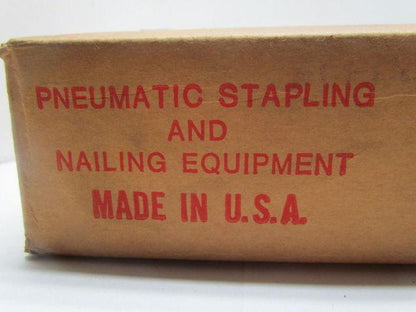 PNEUMATIC STAPLING
AND
NAILING EQUIPMENT
MADE IN U.S.A.